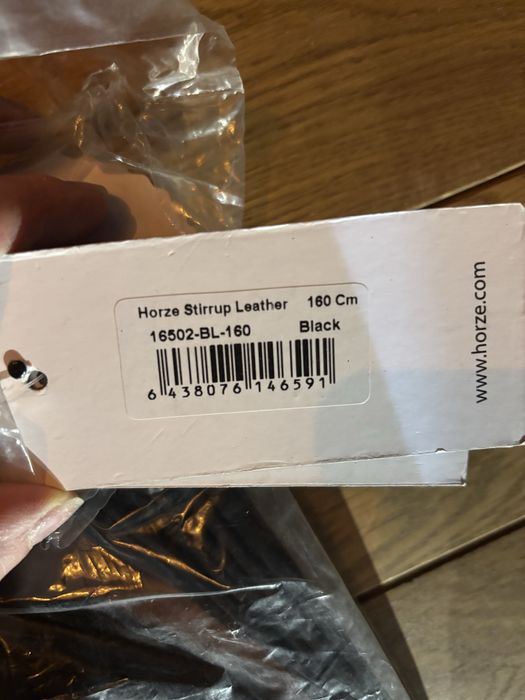 Horze Stirrup Leather 160 Cm
16502-BL-160 Black
6 438076 146591
www.horze.com